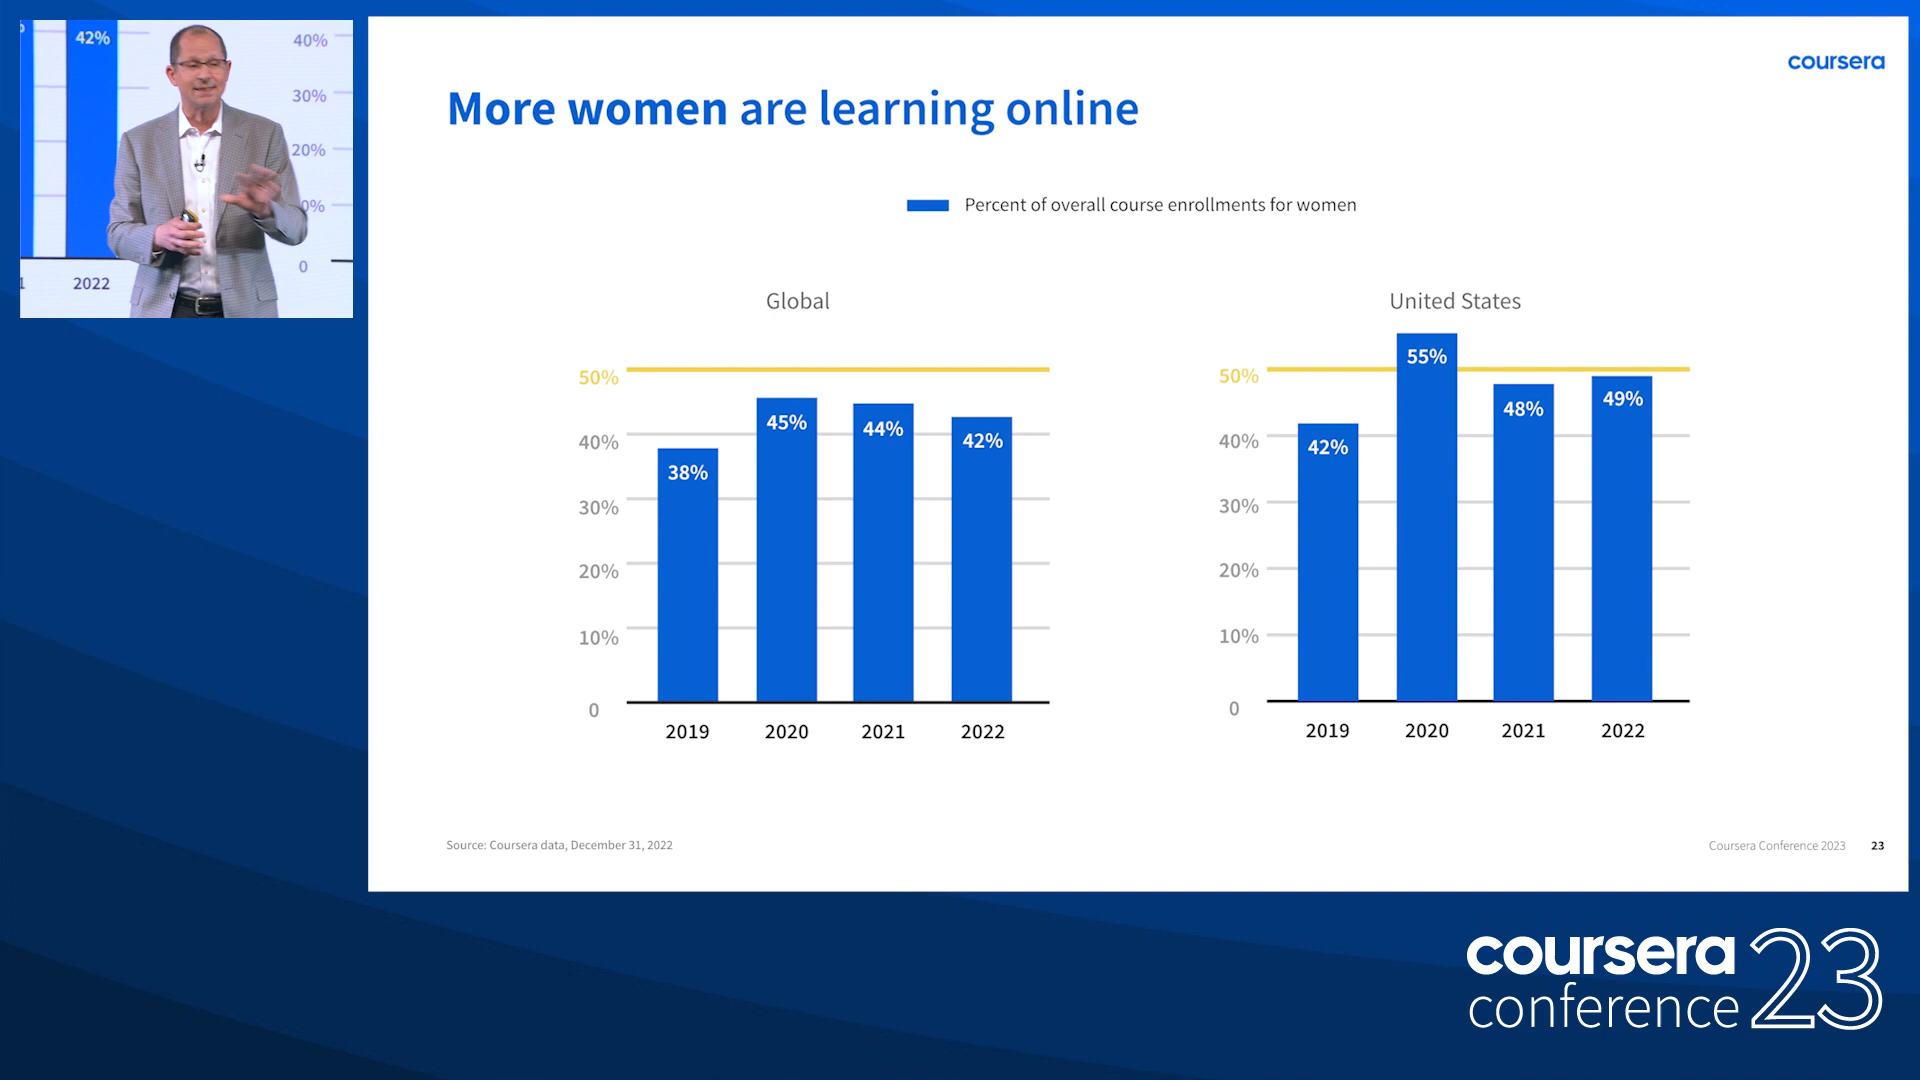 42%
40%
30%
20%
0%
0
2022
coursera
More women are learning online
Percent of overall course enrollments for women
Global
50%
40%
30%
20%
10%
0
38%
45%
44%
42%
2019 2020 2021 2022
United States
50%
40%
30%
20%
10%
0
42%
55%
48%
49%
2019 2020 2021 2022
Source: Coursera data, December 31, 2022
Coursera Conference 2023 23
coursera
conference 23